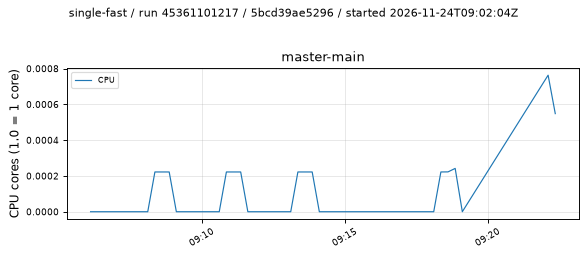 single-fast / run 45361101217 / 5bcd39ae5296 / started 2026-11-24T09:02:04Z
master-main
CPU
CPU cores (1.0 = 1 core)
0.0008
0.0006
0.0004
0.0002
0.0000
09:10
09:15
09:20